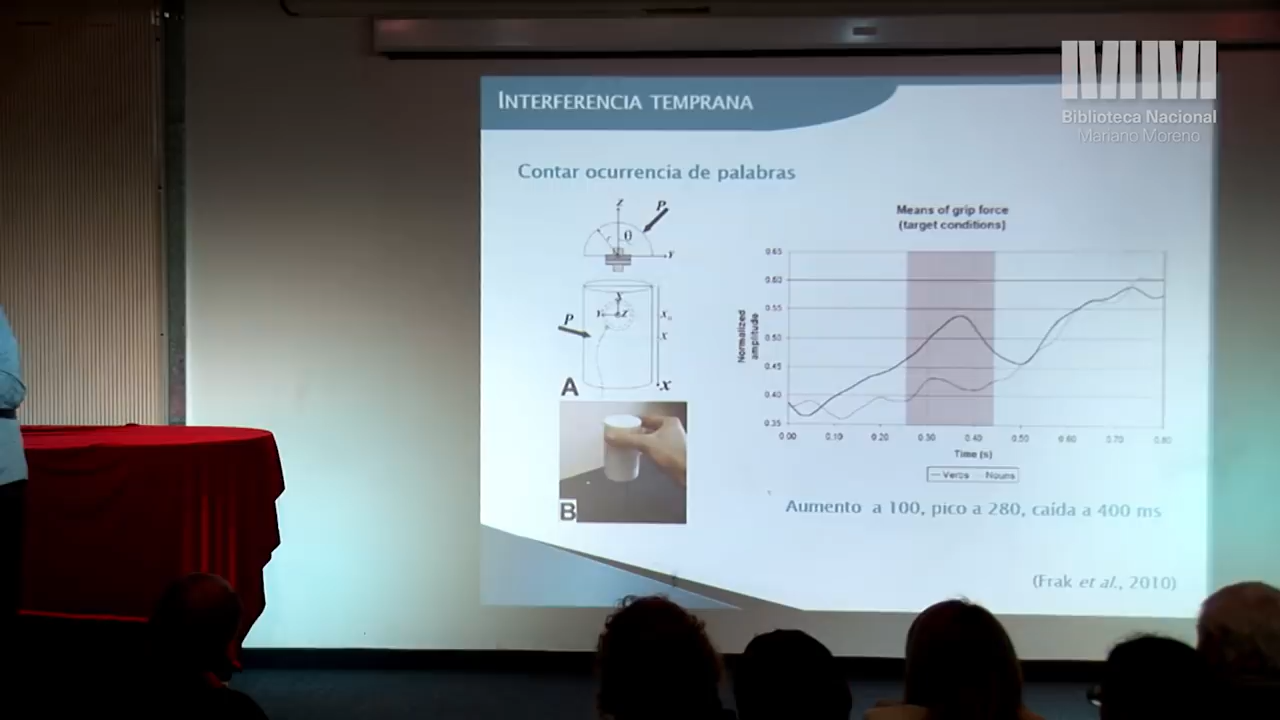 Biblioteca Nacional
Mariano Moreno
INTERFERENCIA TEMPRANA
Contar ocurrencia de palabras
Z
P
θ
Y
P
Y
Z
X
X
A
B
Means of grip force
(target conditions)
Normalized
amplitude
0.65
0.60
0.55
0.50
0.45
0.40
0.35
0.00 0.10 0.20 0.30 0.40 0.50 0.60 0.70 0.80
Time (s)
Verbs Nouns
Aumento a 100, pico a 280, caída a 400 ms
(Frak et al., 2010)